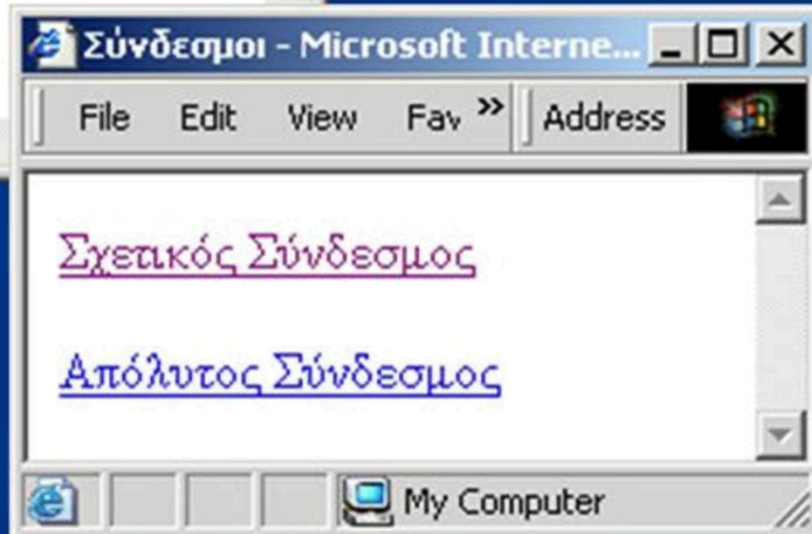 Σύνδεσμοι - Microsoft Interne...
File Edit View Fav » Address
Σχετικός Σύνδεσμος
Απόλυτος Σύνδεσμος
My Computer